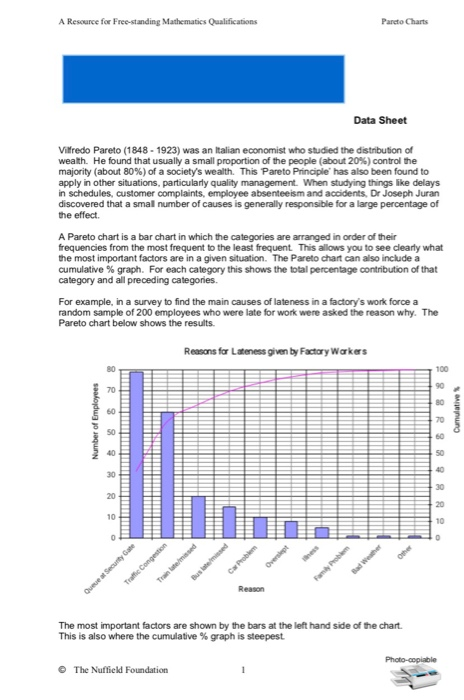 A Resource for Free-standing Mathematics Qualifications Pareto Charts
Data Sheet
Vilfredo Pareto (1848 - 1923) was an Italian economist who studied the distribution of
wealth. He found that usually a small proportion of the people (about 20%) control the
majority (about 80%) of a society's wealth. This 'Pareto Principle' has also been found to
apply in other situations, particularly quality management. When studying things like delays
in schedules, customer complaints, employee absenteeism and accidents, Dr Joseph Juran
discovered that a small number of causes is generally responsible for a large percentage of
the effect.
A Pareto chart is a bar chart in which the categories are arranged in order of their
frequencies from the most frequent to the least frequent. This allows you to see clearly what
the most important factors are in a given situation. The Pareto chart can also include a
cumulative % graph. For each category this shows the total percentage contribution of that
category and all preceding categories.
For example, in a survey to find the main causes of lateness in a factory's work force a
random sample of 200 employees who were late for work were asked the reason why. The
Pareto chart below shows the results.
Reasons for Lateness given by Factory Workers
Number of Employees
80
70
60
50
40
30
20
10
0
100
90
80
70
60
50
40
30
20
10
0
Cumulative %
Queue at Security Gate
Traffic Congestion
Train late/missed
Bus late/missed
Car Problem
Overslept
Illness
Family Problem
Bad Weather
Other
Reason
The most important factors are shown by the bars at the left hand side of the chart.
This is also where the cumulative % graph is steepest.
Photo-copiable
© The Nuffield Foundation 1